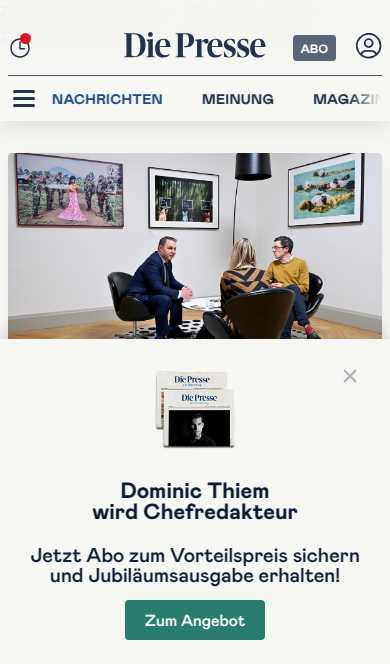 Die Presse
ABO
NACHRICHTEN MEINUNG MAGAZIN
Die Presse
Die Presse
Dominic Thiem
wird Chefredakteur
Jetzt Abo zum Vorteilspreis sichern
und Jubiläumsausgabe erhalten!
Zum Angebot